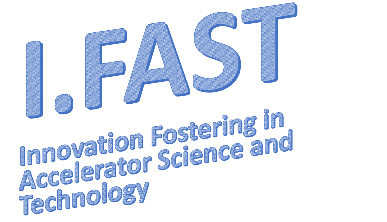 I.FAST
Innovation Fostering in
Accelerator Science and
Technology